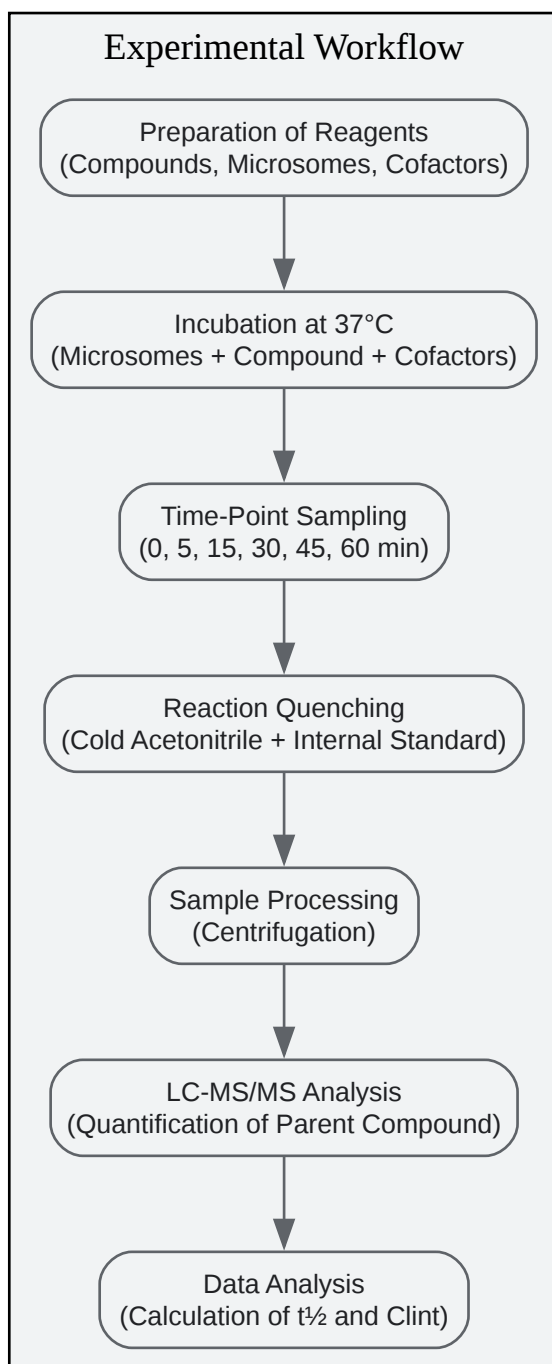 Experimental Workflow
Preparation of Reagents
(Compounds, Microsomes, Cofactors)
Incubation at 37°C
(Microsomes + Compound + Cofactors)
Time-Point Sampling
(0, 5, 15, 30, 45, 60 min)
Reaction Quenching
(Cold Acetonitrile + Internal Standard)
Sample Processing
(Centrifugation)
LC-MS/MS Analysis
(Quantification of Parent Compound)
Data Analysis
(Calculation of t½ and Clint)